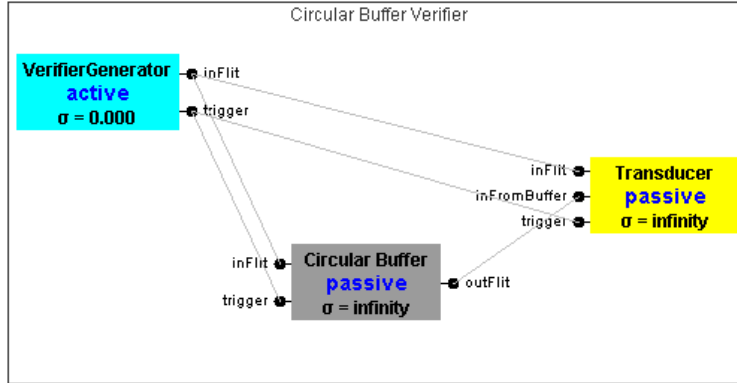 Circular Buffer Verifier
VerifierGenerator
active
σ = 0.000
inFlit
trigger
inFlit
inFromBuffer
trigger
Transducer
passive
σ = infinity
inFlit
trigger
Circular Buffer
passive
σ = infinity
outFlit